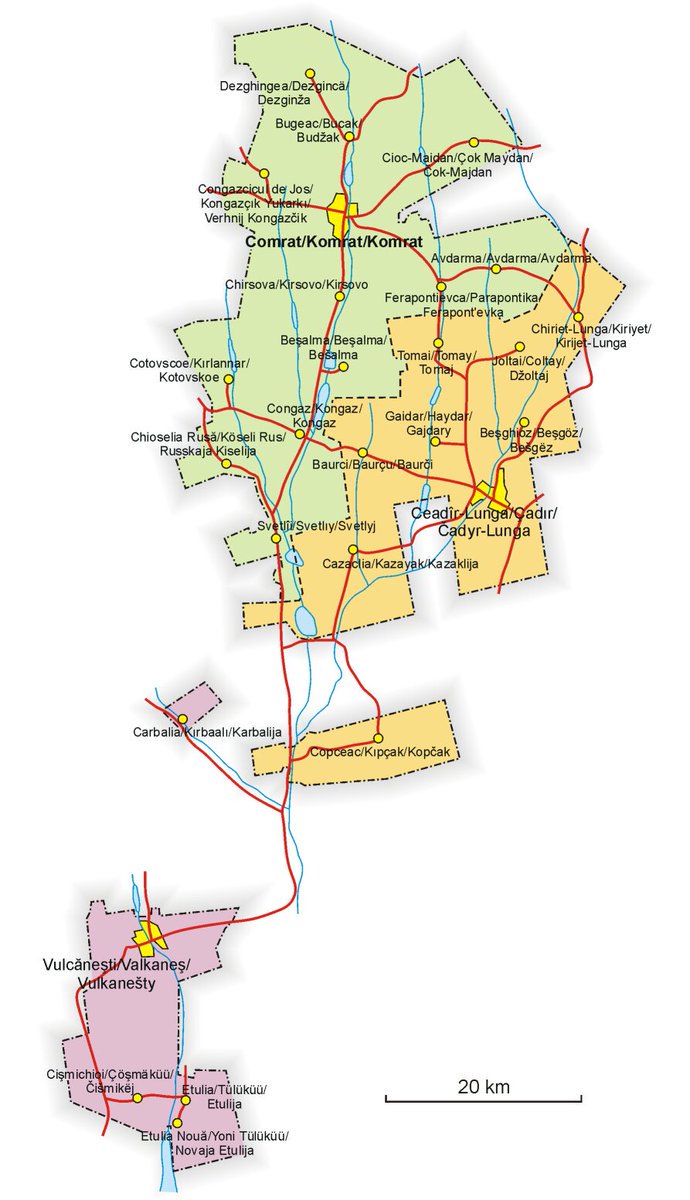 Dezghingea/Dezgincä/
Dezginža
Bugeac/Bucak/
Budžak
Cioc-Maidan/Çok Maydan/
Čok-Majdan
Congazcicul de Jos/
Kongazçık Yukarkı/
Verhnij Kongazčik
Comrat/Komrat/Komrat
Avdarma/Avdarma/Avdarma
Chirsova/Kirsovo/Kirsovo
Ferapontievca/Parapontika/
Ferapont'evka
Chiriet-Lunga/Kiriyet/
Kirijet-Lunga
Beşalma/Beşalma/
Bešalma
Tomai/Tomay/
Tomaj
Joltai/Coltay/
Džoltaj
Cotovscoe/Kırlannar/
Kotovskoe
Congaz/Kongaz/
Kongaz
Gaidar/Haydar/
Gajdary
Chioselia Rusă/Köseli Rus/
Russkaja Kiselija
Beşghioz/Beşgöz/
Bešgëz
Baurci/Baurçu/Baurči
Ceadîr-Lunga/Çadır/
Čadyr-Lunga
Svetlîi/Svetlıy/Svetlyj
Cazaclia/Kazayak/Kazaklija
Carbalia/Kırbaalı/Karbalija
Copceac/Kıpçak/Kopčak
Vulcăneşti/Valkaneş/
Vulkanešty
20 km
Cişmichioi/Çöşmäküü/
Čišmikëj
Etulia/Tülüküü/
Etulija
Etulia Nouă/Yoni Tülüküü/
Novaja Etulija